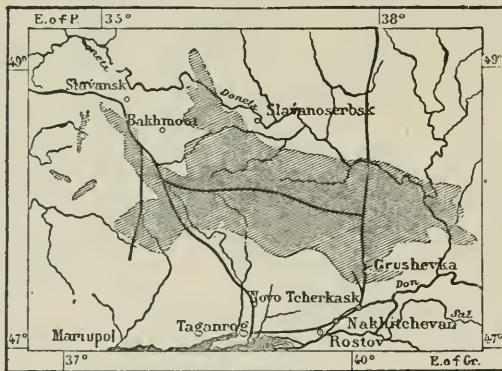 E. of P. 35° 38°
49° 49°
Donetz
Slavansk
Donetz
Slavanoserbsk
Bakhmout
Grushevka
Don
Novo Tcherkask
Sal
Taganrog
Nakhitchevan
Mariupol
Rostov
47° 47°
37° 40° E. of Gr.